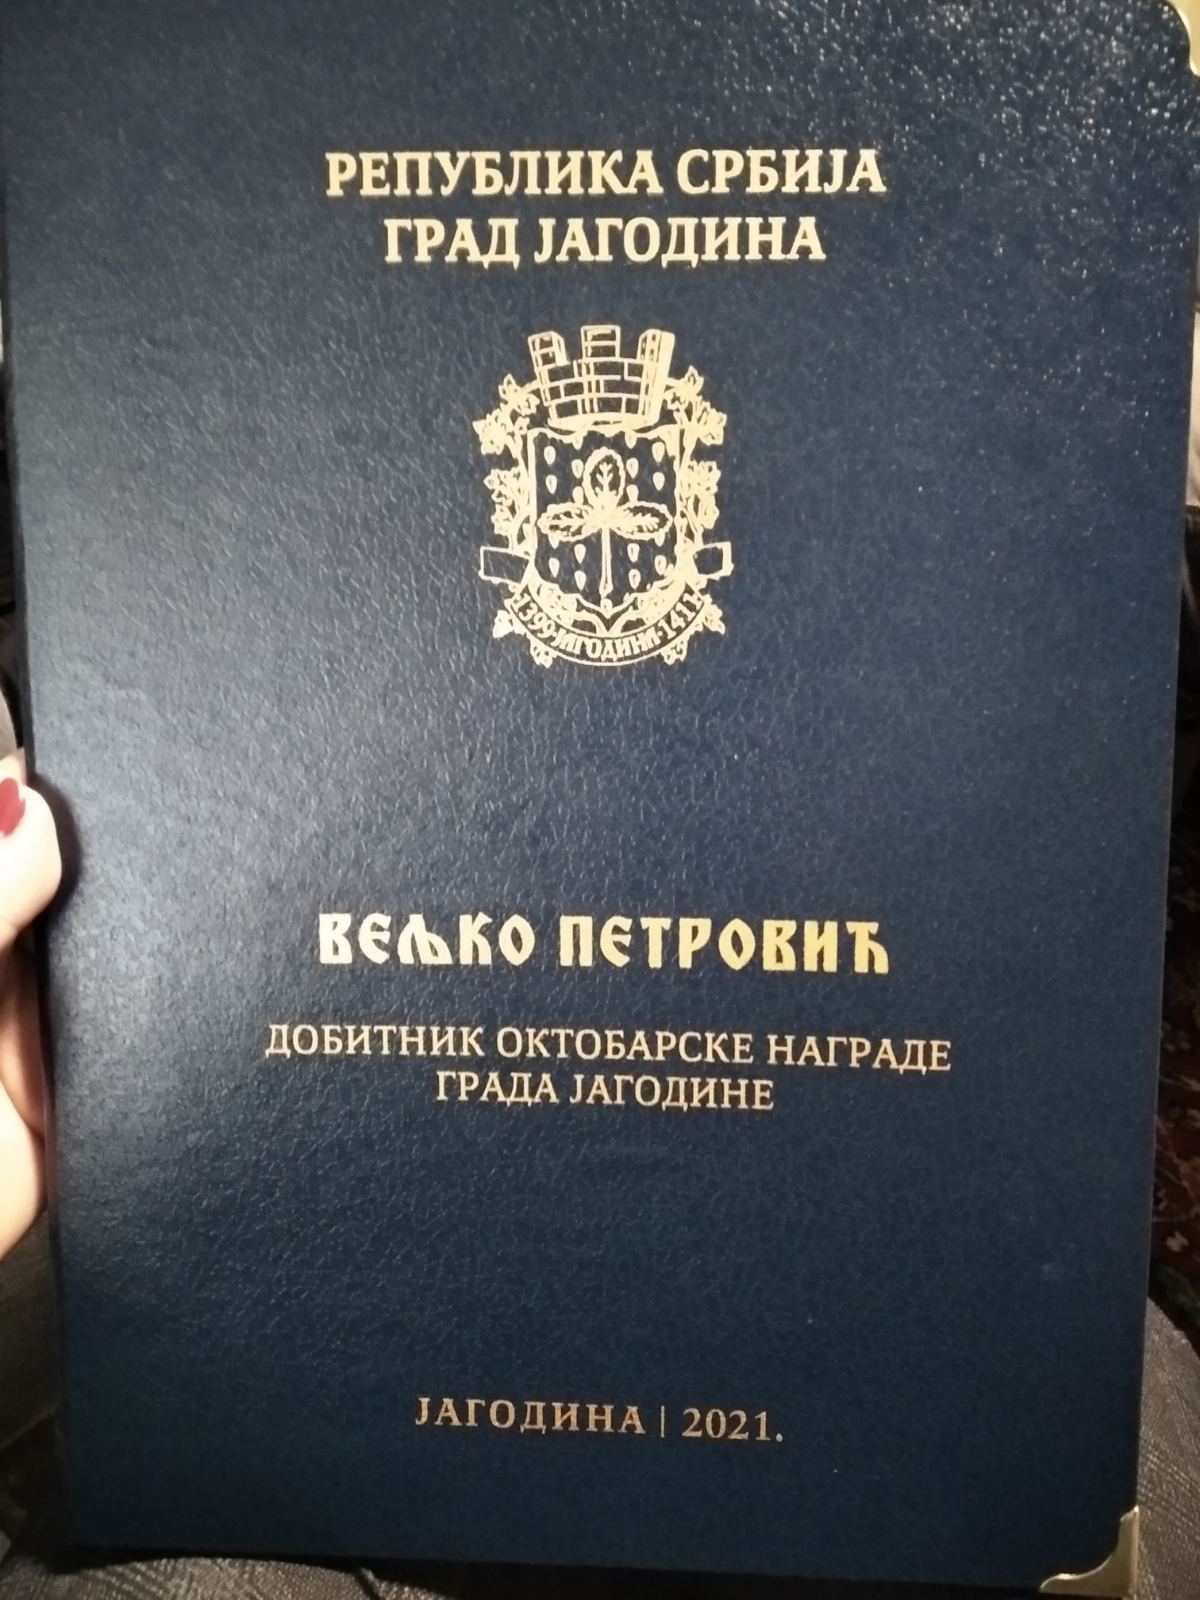 РЕПУБЛИКА СРБИЈА
ГРАД ЈАГОДИНА
1399·ЈАГОДИНА·1411
ВЕЉКО ПЕТРОВИЋ
ДОБИТНИК ОКТОБАРСКЕ НАГРАДЕ
ГРАДА ЈАГОДИНЕ
ЈАГОДИНА | 2021.